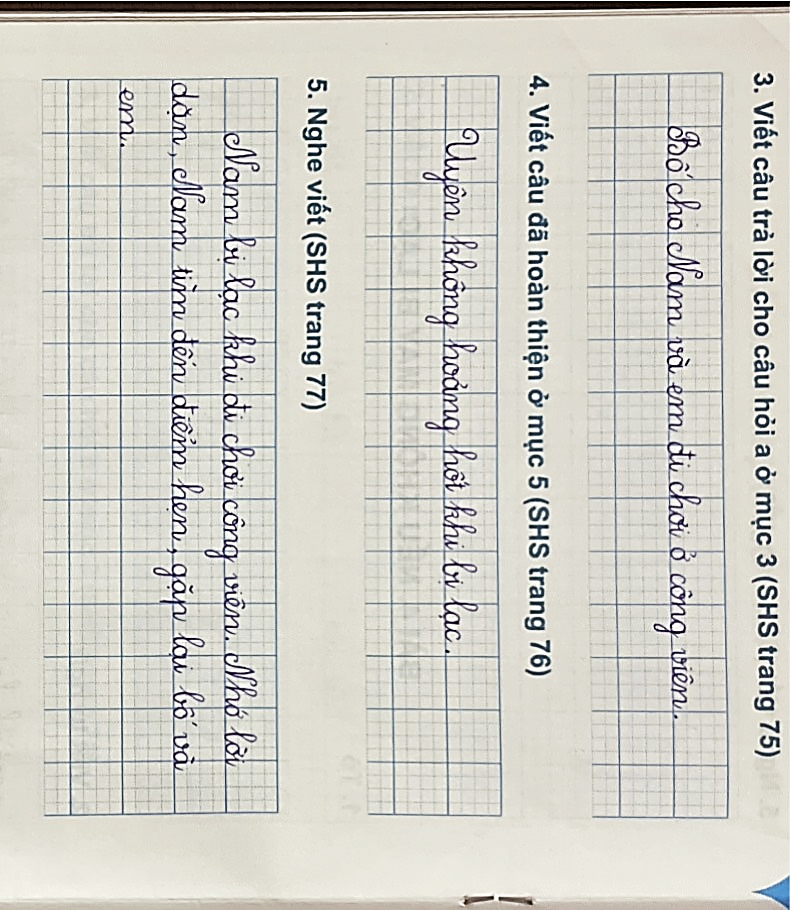 3. Viết câu trả lời cho câu hỏi a ở mục 3 (SHS trang 75)
Bố cho Nam và em đi chơi ở công viên.
4. Viết câu đã hoàn thiện ở mục 5 (SHS trang 76)
Uyên không hoảng hốt khi bị lạc.
5. Nghe viết (SHS trang 77)
Nam bị lạc khi đi chơi công viên. Nhớ lời
dặn, Nam tìm đến điểm hẹn, gặp lại bố và
em.